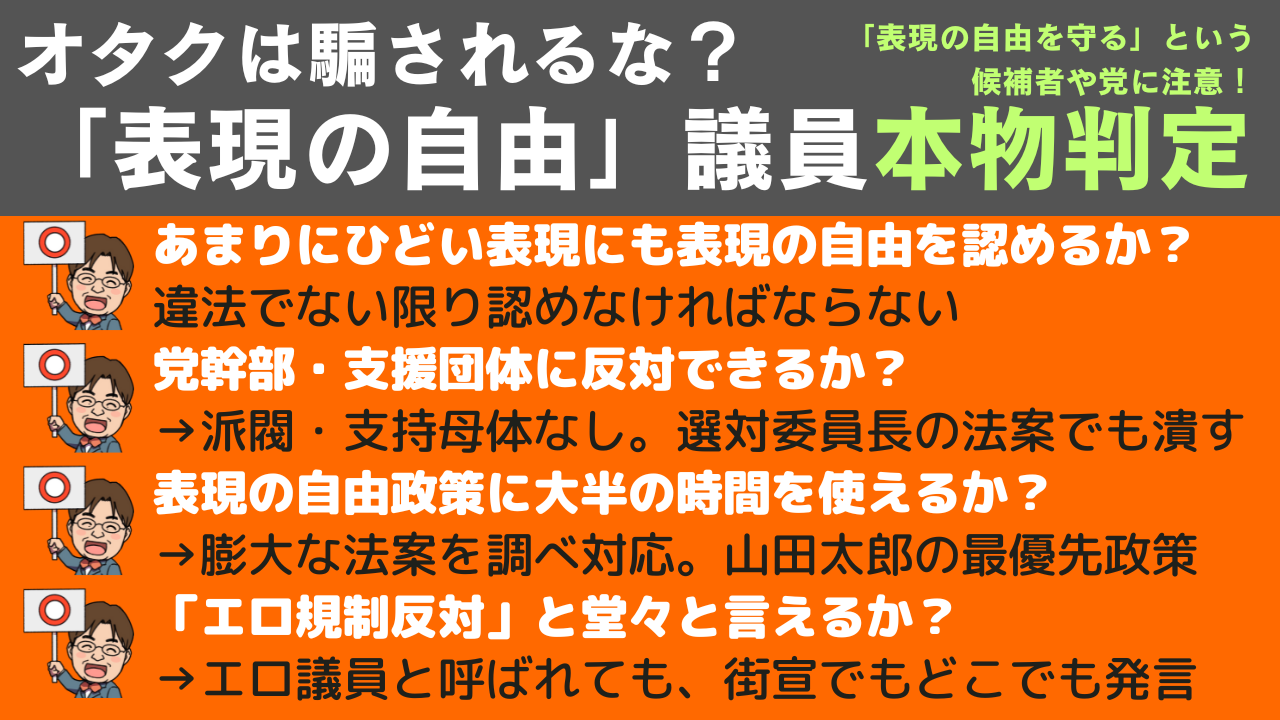 オタクは騙されるな？
「表現の自由を守る」という
候補者や党に注意！
「表現の自由」議員本物判定
あまりにひどい表現にも表現の自由を認めるか？
違法でない限り認めなければならない
党幹部・支援団体に反対できるか？
→派閥・支持母体なし。選対委員長の法案でも潰す
表現の自由政策に大半の時間を使えるか？
→膨大な法案を調べ対応。山田太郎の最優先政策
「エロ規制反対」と堂々と言えるか？
→エロ議員と呼ばれても、街宣でもどこでも発言